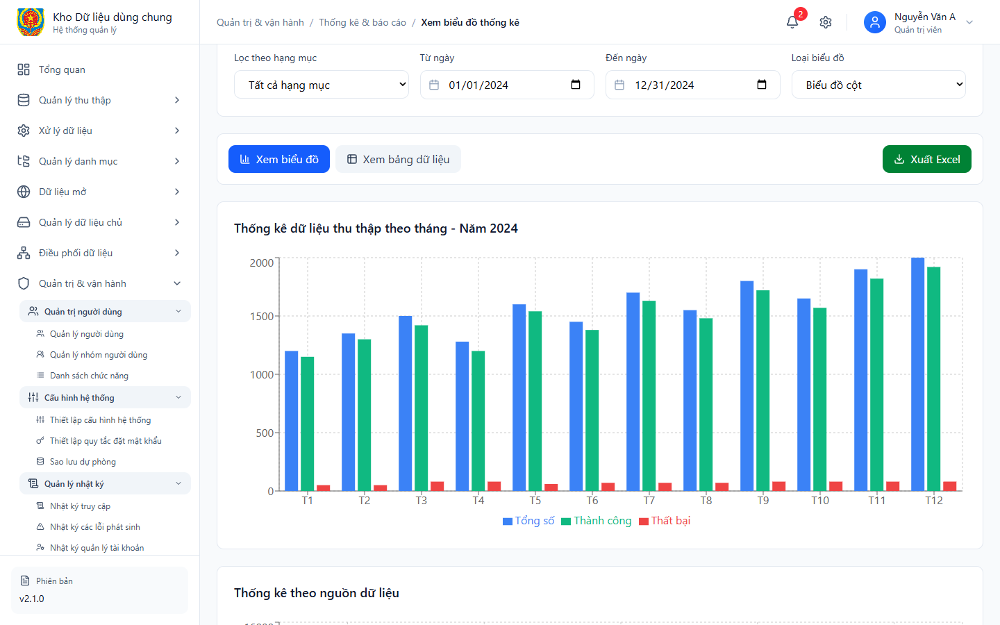 Kho Dữ liệu dùng chung
Hệ thống quản lý
Quản trị & vận hành / Thống kê & báo cáo / Xem biểu đồ thống kê
2
Nguyễn Văn A
Quản trị viên
Tổng quan
Quản lý thu thập
Xử lý dữ liệu
Quản lý danh mục
Dữ liệu mở
Quản lý dữ liệu chủ
Điều phối dữ liệu
Quản trị & vận hành
Quản trị người dùng
Quản lý người dùng
Quản lý nhóm người dùng
Danh sách chức năng
Cấu hình hệ thống
Thiết lập cấu hình hệ thống
Thiết lập quy tắc đặt mật khẩu
Sao lưu dự phòng
Quản lý nhật ký
Nhật ký truy cập
Nhật ký các lỗi phát sinh
Nhật ký quản lý tài khoản
Phiên bản
v2.1.0
Lọc theo hạng mục
Từ ngày
Đến ngày
Loại biểu đồ
Tất cả hạng mục
01/01/2024
12/31/2024
Biểu đồ cột
Xem biểu đồ
Xem bảng dữ liệu
Xuất Excel
Thống kê dữ liệu thu thập theo tháng - Năm 2024
2000
1500
1000
500
0
T1 T2 T3 T4 T5 T6 T7 T8 T9 T10 T11 T12
Tổng số Thành công Thất bại
Thống kê theo nguồn dữ liệu